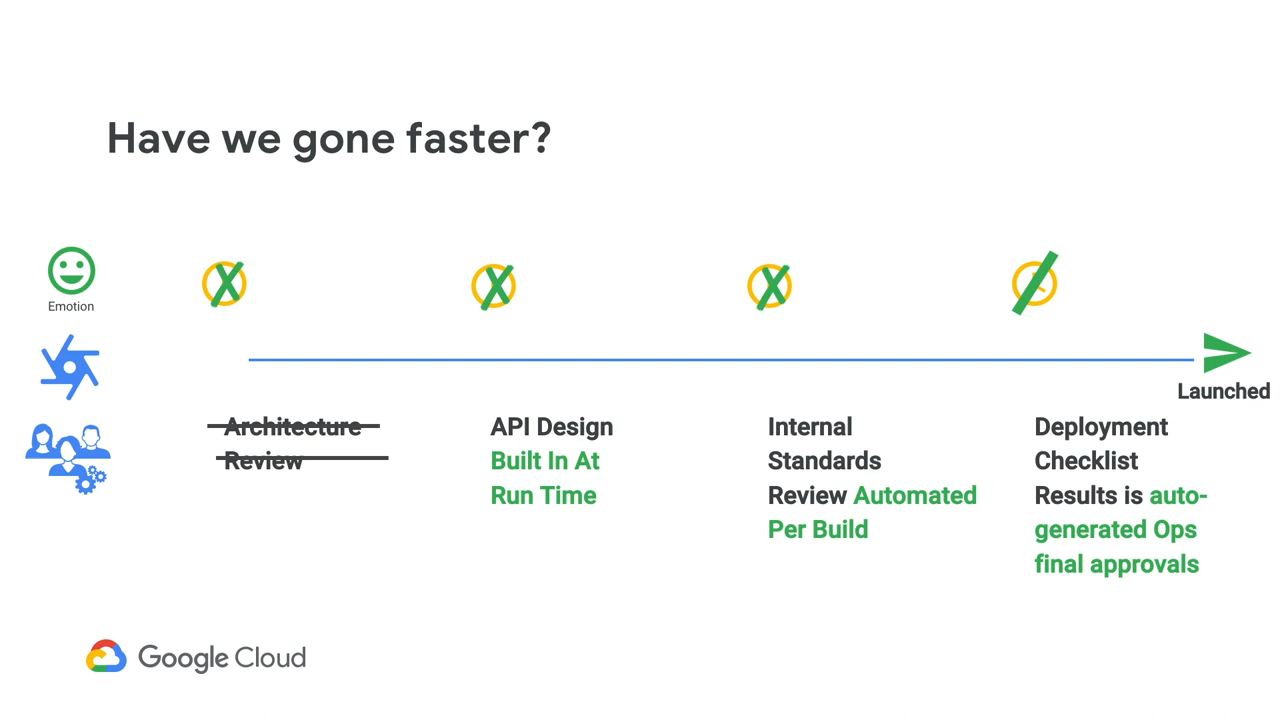 Have we gone faster?
Emotion
Launched
Architecture
Review
API Design
Built In At
Run Time
Internal
Standards
Review Automated
Per Build
Deployment
Checklist
Results is auto-
generated Ops
final approvals
Google Cloud